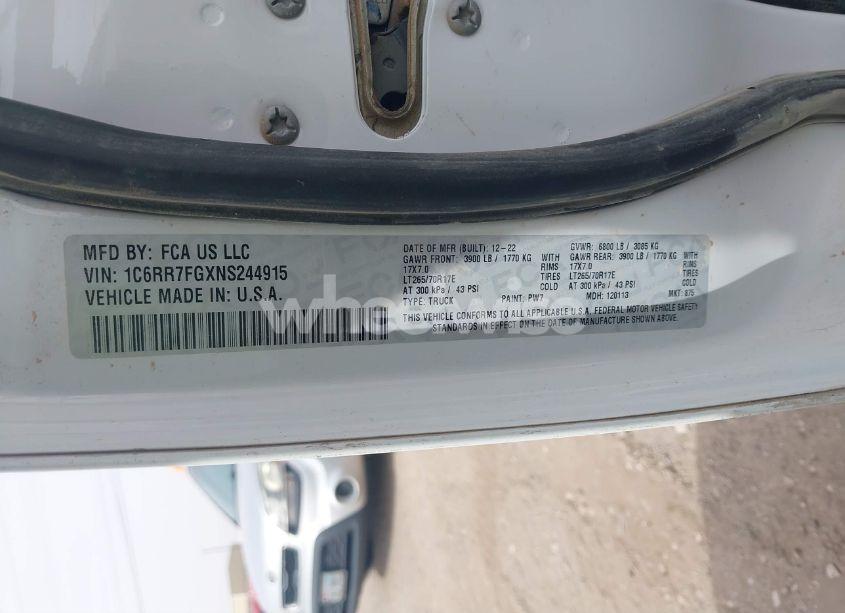 MFD BY: FCA US LLC
VIN: 1C6RR7FGXNS244915
VEHICLE MADE IN: U.S.A.
DATE OF MFR (BUILT): 12-22
GVWR: 6800 LB / 3085 KG
GAWR FRONT: 3900 LB / 1770 KG WITH
17X7.0 RIMS
LT265/70R17E TIRES
AT 300 kPa / 43 PSI COLD
GAWR REAR: 3900 LB / 1770 KG WITH
17X7.0 RIMS
LT265/70R17E TIRES
AT 300 kPa / 43 PSI COLD
TYPE: TRUCK PAINT: PW7 MDH: 120113 MKT: 875
THIS VEHICLE CONFORMS TO ALL APPLICABLE U.S.A. FEDERAL MOTOR VEHICLE SAFETY
STANDARDS IN EFFECT ON THE DATE OF MANUFACTURE SHOWN ABOVE.
wheelwise